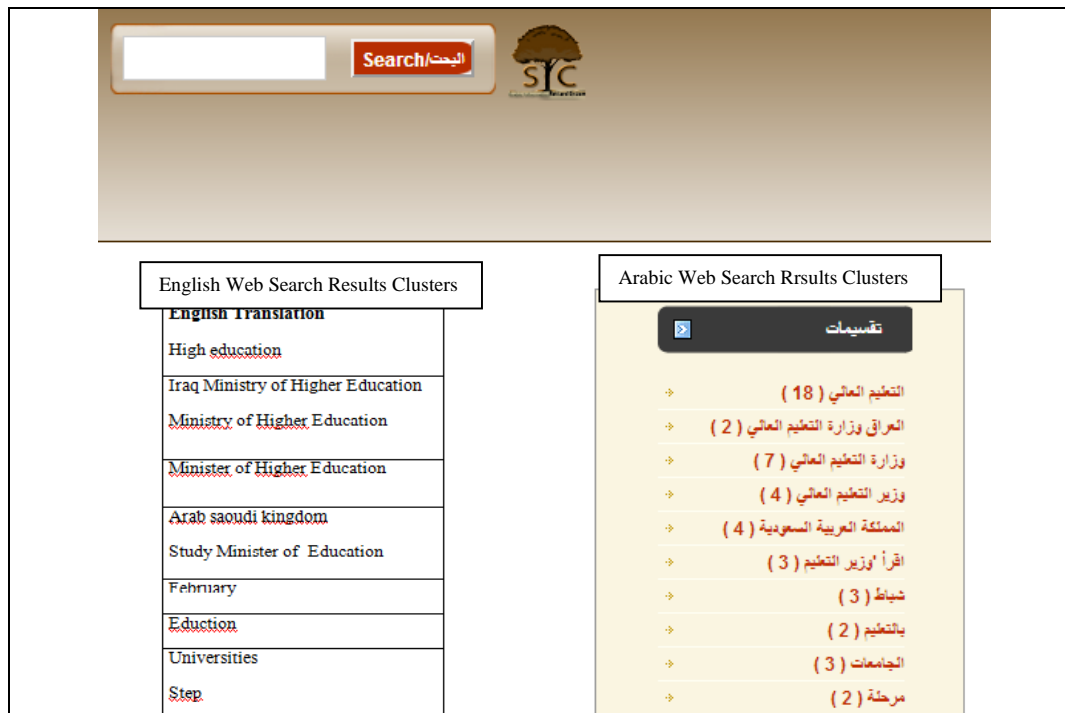 Search/البحث
STC
English Web Search Results Clusters
English Translation
High education
Iraq Ministry of Higher Education
Ministry of Higher Education
Minister of Higher Education
Arab saoudi kingdom
Study Minister of Education
February
Eduction
Universities
Step
Arabic Web Search Rrsults Clusters
تقسيمات
التعليم العالي ( 18 )
العراق وزارة التعليم العالي ( 2 )
وزارة التعليم العالي ( 7 )
وزير التعليم العالي ( 4 )
المملكة العربية السعودية ( 4 )
اقرأ 'وزير التعليم ( 3 )
شباط ( 3 )
بالتعليم ( 2 )
الجامعات ( 3 )
مرحلة ( 2 )